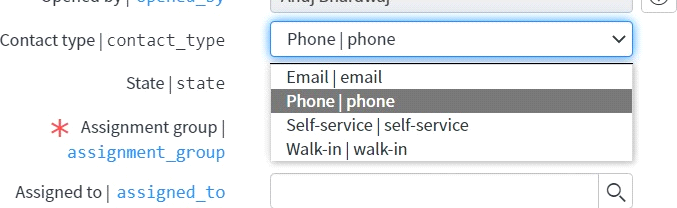 Opened by | opened_by Anuj Bhardwaj
Contact type | contact_type Phone | phone
Email | email
State | state
Phone | phone
Self-service | self-service
Assignment group |
assignment_group
Walk-in | walk-in
Assigned to | assigned_to